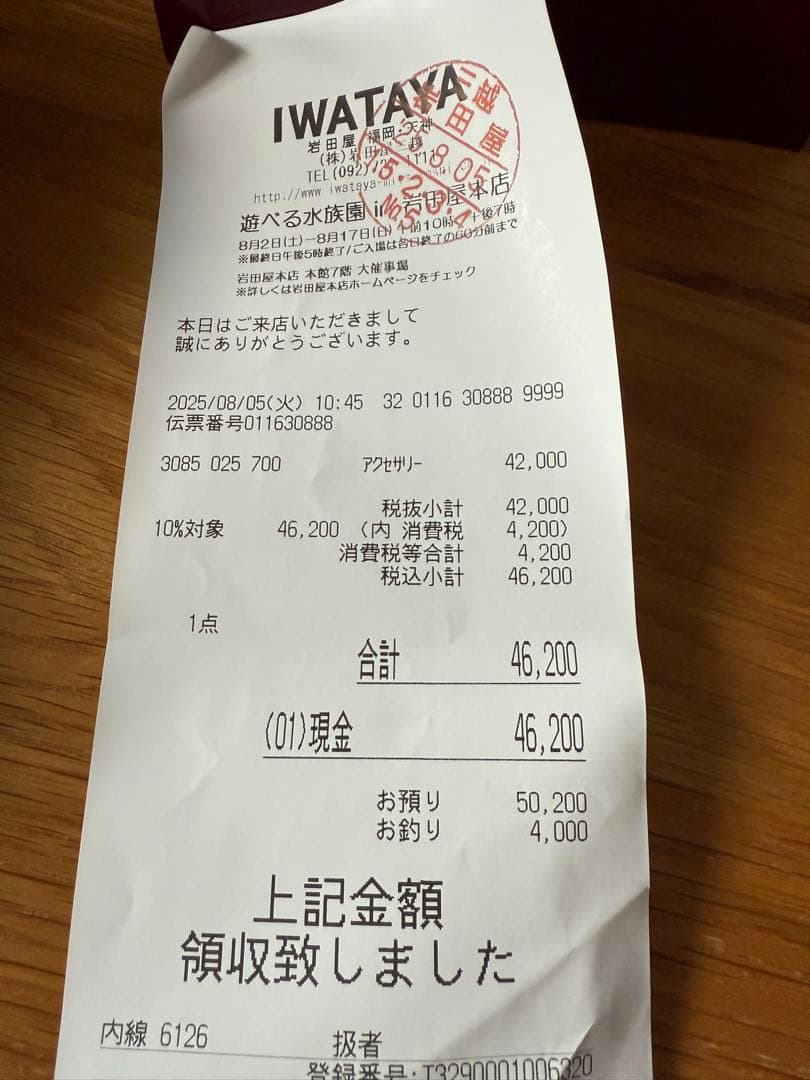 IWATAYA
岩田屋 福岡・天神
(株)岩田屋三越
TEL(092)
http://www.iwataya-mitsukoshi
遊べる水族園 in 岩田屋本店
8月2日(土)-8月17日(日) 午前10時-午後7時
※最終日午後5時終了/ご入場は各日終了の60分前まで
岩田屋本店 本館7階 大催事場
※詳しくは岩田屋本店ホームページをチェック
本日はご来店いただきまして
誠にありがとうございます。
2025/08/05(火) 10:45 32 0116 30888 9999
伝票番号011630888
3085 025 700 アクセサリー 42,000
税抜小計 42,000
10%対象 46,200 (内 消費税 4,200)
消費税等合計 4,200
税込小計 46,200
1点
合計 46,200
(01)現金 46,200
お預り 50,200
お釣り 4,000
上記金額
領収致しました
内線 6126 扱者
登録番号:T3290001006320